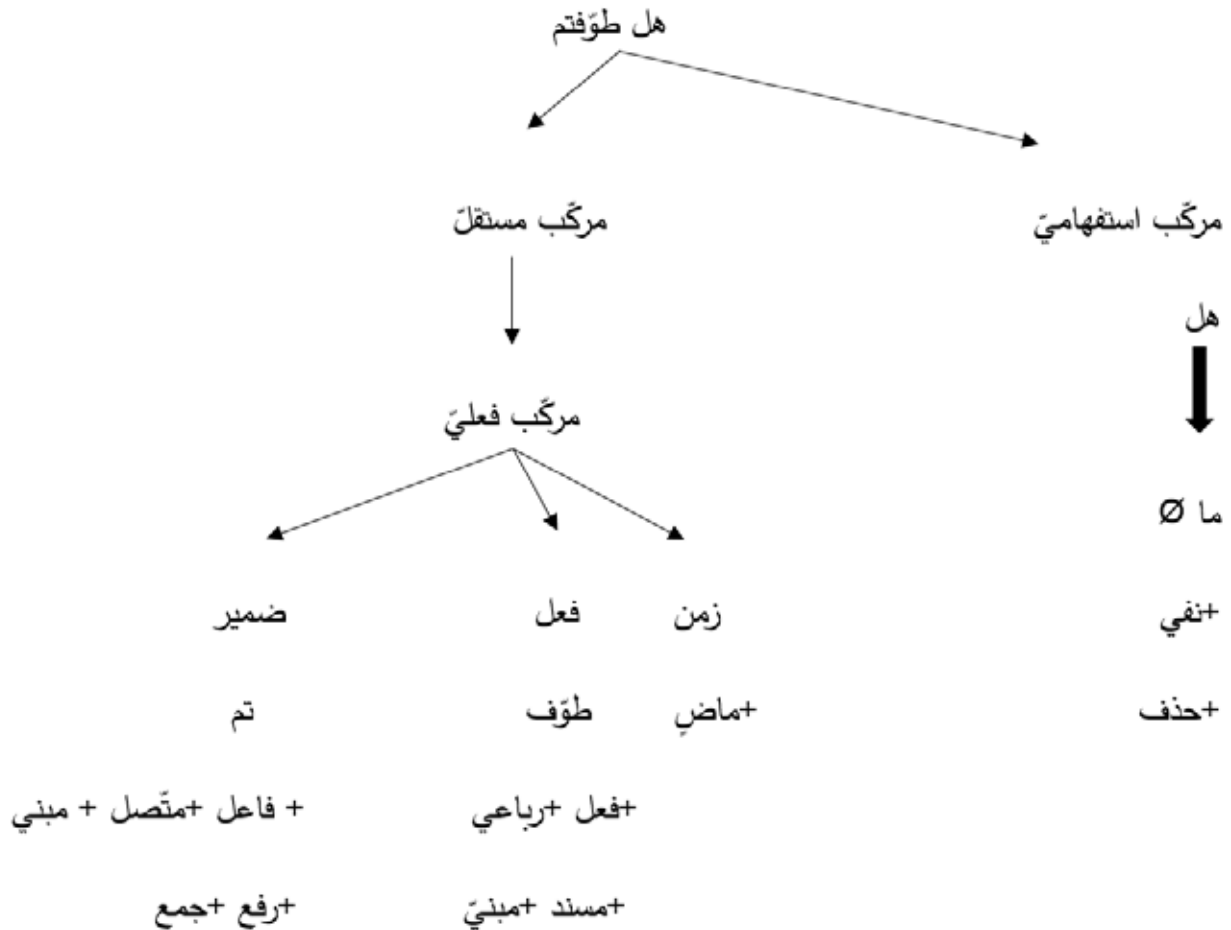 هل طوّفتم
مركّب استفهاميّ مركّب مستقلّ
هل
مركّب فعليّ
ما Ø
+نفي زمن فعل ضمير
+حذف +ماضٍ طوّف تم
+فعل +رباعي + فاعل +متّصل + مبني
+مسند +مبنيّ +رفع +جمع